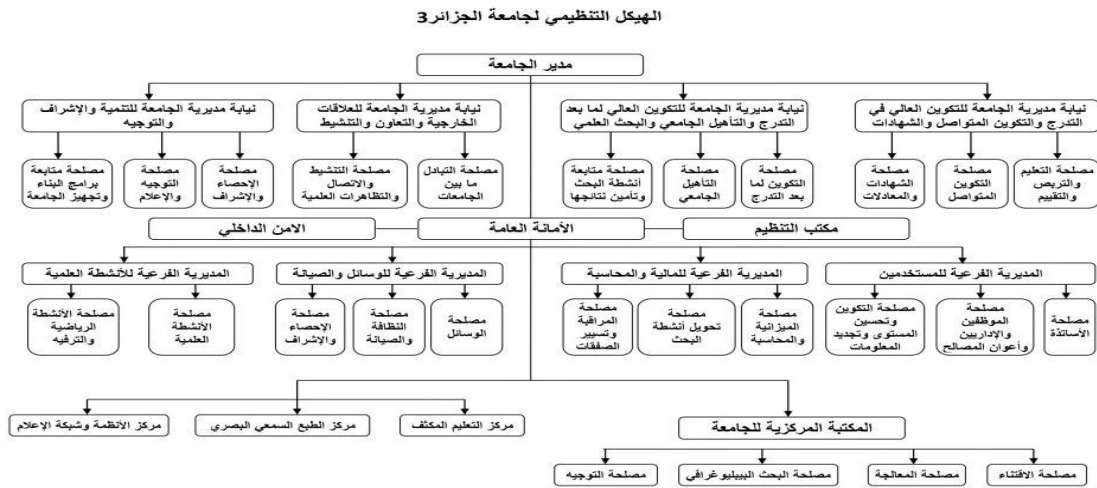 الهيكل التنظيمي لجامعة الجزائر3
مدير الجامعة
نيابة مديرية الجامعة للتكوين العالي في
التدرج والتكوين المتواصل والشهادات
نيابة مديرية الجامعة للتكوين العالي لما بعد
التدرج والتأهيل الجامعي والبحث العلمي
نيابة مديرية الجامعة للعلاقات
الخارجية والتعاون والتنشيط
نيابة مديرية الجامعة للتنمية والإشراف
والتوجيه
مصلحة التعليم
والتربص
والتقييم
مصلحة
التكوين
المتواصل
مصلحة
الشهادات
والمعادلات
مصلحة
التكوين لما
بعد التدرج
مصلحة
التأهيل
الجامعي
مصلحة متابعة
أنشطة البحث
وتأمين نتائجها
مصلحة التبادل
ما بين
الجامعات
مصلحة التنشيط
والاتصال
والتظاهرات العلمية
مصلحة
الإحصاء
والإشراف
مصلحة
التوجيه
والإعلام
مصلحة متابعة
برامج البناء
وتجهيز الجامعة
مكتب التنظيم
الأمانة العامة
الامن الداخلي
المديرية الفرعية للمستخدمين
المديرية الفرعية للمالية والمحاسبة
المديرية الفرعية للوسائل والصيانة
المديرية الفرعية للأنشطة العلمية
مصلحة
الأساتذة
مصلحة
الموظفين
والإداريين
وأعوان المصالح
مصلحة التكوين
وتحسين
المستوى وتجديد
المعلومات
مصلحة
الميزانية
والمحاسبة
مصلحة
تحويل أنشطة
البحث
مصلحة
المراقبة
وتسيير
الصفقات
مصلحة
الوسائل
مصلحة
النظافة
والصيانة
مصلحة
الإحصاء
والإشراف
مصلحة
الأنشطة
العلمية
مصلحة الأنشطة
الرياضية
والترفيه
المكتبة المركزية للجامعة
مركز التعليم المكثف
مركز الطبع السمعي البصري
مركز الأنظمة وشبكة الإعلام
مصلحة الاقتناء
مصلحة المعالجة
مصلحة البحث البيبليوغرافي
مصلحة التوجيه